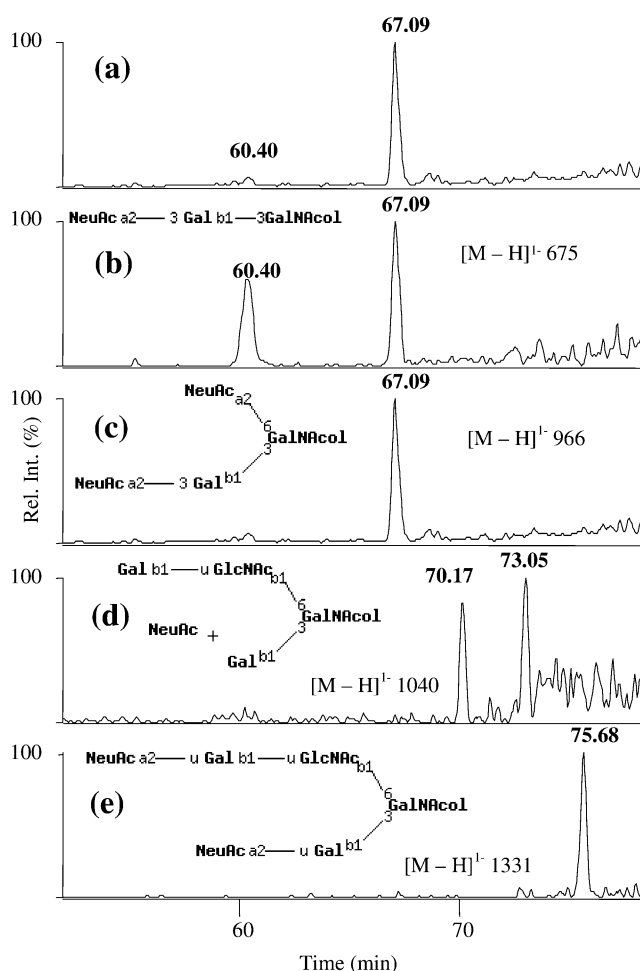 67.09
100
(a)
60.40
67.09
NeuAc a2 3 Gal b1 3GalNAcol
100
(b)
[M – H]1- 675
60.40
67.09
NeuAc
100
a2
(c)
6
GalNAcol
[M – H]1- 966
3
NeuAc a2 3 Gal b1
Rel. Int. (%)
73.05
Gal b1 u GlcNAc b1
70.17
100
6
(d)
GalNAcol
NeuAc +
3
Gal b1
[M – H]1- 1040
75.68
100
NeuAc a2 u Gal b1 u GlcNAc b1
6
(e)
GalNAcol
3
NeuAc a2 u Gal b1
[M – H]1- 1331
60 70
Time (min)